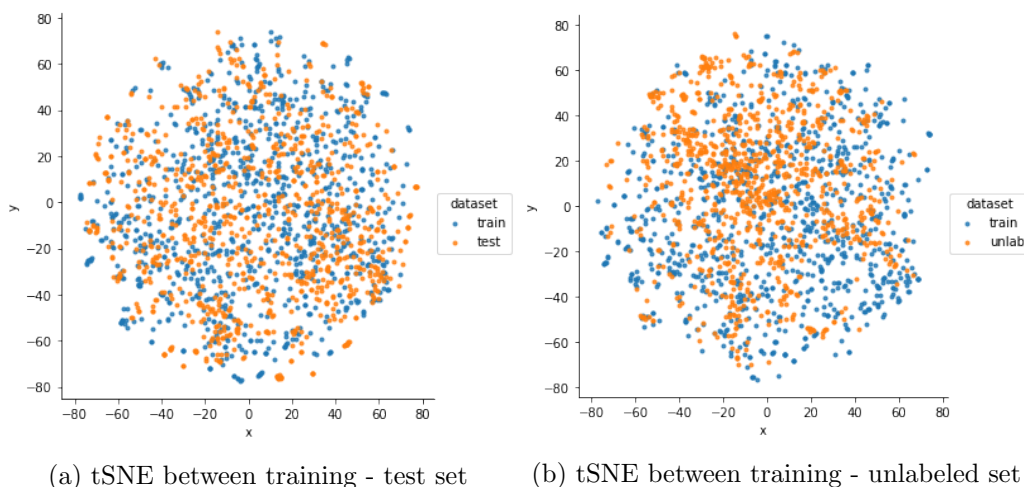 80
60
40
20
0
−20
−40
−60
−80
y
−80 −60 −40 −20 0 20 40 60 80
x
dataset
train
test
(a) tSNE between training - test set
80
60
40
20
0
−20
−40
−60
−80
y
−80 −60 −40 −20 0 20 40 60 80
x
dataset
train
unlab
(b) tSNE between training - unlabeled set